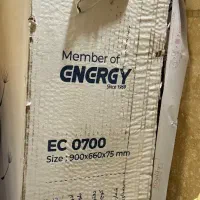 Member of
ENERGY
Since 1989
EC 0700
Size : 900x660x75 mm